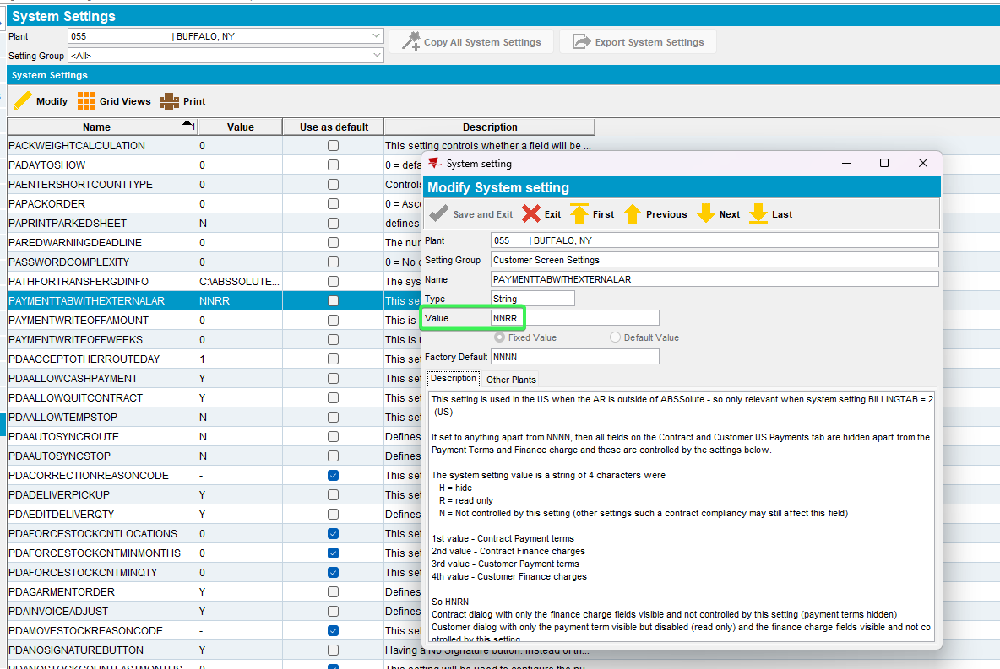 System Settings
Plant 055 | BUFFALO, NY Copy All System Settings Export System Settings
Setting Group <All>
System Settings
Modify Grid Views Print
Name 1 Value Use as default Description
PACKWEIGHTCALCULATION 0 This setting controls whether a field will be ...
PADAYTOSHOW 0 0 = defa
PAENTERSHORTCOUNTTYPE 0 Controls
PAPACKORDER 0 0 = Asce
PAPRINTPARKEDSHEET N defines
PAREDWARNINGDEADLINE 0 The num
PASSWORDCOMPLEXITY 0 0 = No c
PATHFORTRANSFERGDINFO C:\ABSSOLUTE... The sys
PAYMENTTABWITHEXTERNALAR NNRR This set
PAYMENTWRITEOFFAMOUNT 0 This is
PAYMENTWRITEOFFWEEKS 0 This is u
PDAACCEPTOTHERROUTEDAY 1 This set
PDAALLOWCASHPAYMENT Y This set
PDAALLOWQUITCONTRACT Y This set
PDAALLOWTEMPSTOP N This set
PDAAUTOSYNCROUTE N Defines
PDAAUTOSYNCSTOP N Defines
PDACORRECTIONREASONCODE - This set
PDADELIVERPICKUP Y This set
PDAEDITDELIVERQTY Y Defines
PDAFORCESTOCKCNTLOCATIONS 0 This set
PDAFORCESTOCKCNTMINMONTHS 0 This set
PDAFORCESTOCKCNTMINQTY 0 This set
PDAGARMENTORDER Y Defines
PDAINVOICEADJUST Y Defines
PDAMOVESTOCKREASONCODE - This set
PDANOSIGNATUREBUTTON Y Having a No Signature button. Instead of th...
PDANOSTOCKCOUNTLASTMONTHS 0 This setting will be used to configure the nu
System setting
Modify System setting
Save and Exit Exit First Previous Next Last
Plant 055 | BUFFALO, NY
Setting Group Customer Screen Settings
Name PAYMENTTABWITHEXTERNALAR
Type String
Value NNRR
Fixed Value Default Value
Factory Default NNNN
Description Other Plants
This setting is used in the US when the AR is outside of ABSSolute - so only relevant when system setting BILLINGTAB = 2
(US)
If set to anything apart from NNNN, then all fields on the Contract and Customer US Payments tab are hidden apart from the
Payment Terms and Finance charge and these are controlled by the settings below.
The system setting value is a string of 4 characters were
H = hide
R = read only
N = Not controlled by this setting (other settings such a contract compliancy may still affect this field)
1st value - Contract Payment terms
2nd value - Contract Finance charges
3rd value - Customer Payment terms
4th value - Customer Finance charges
So HNRN
Contract dialog with only the finance charge fields visible and not controlled by this setting (payment terms hidden)
Customer dialog with only the payment term visible but disabled (read only) and the finance charge fields visible and not co
ntrolled by this setting